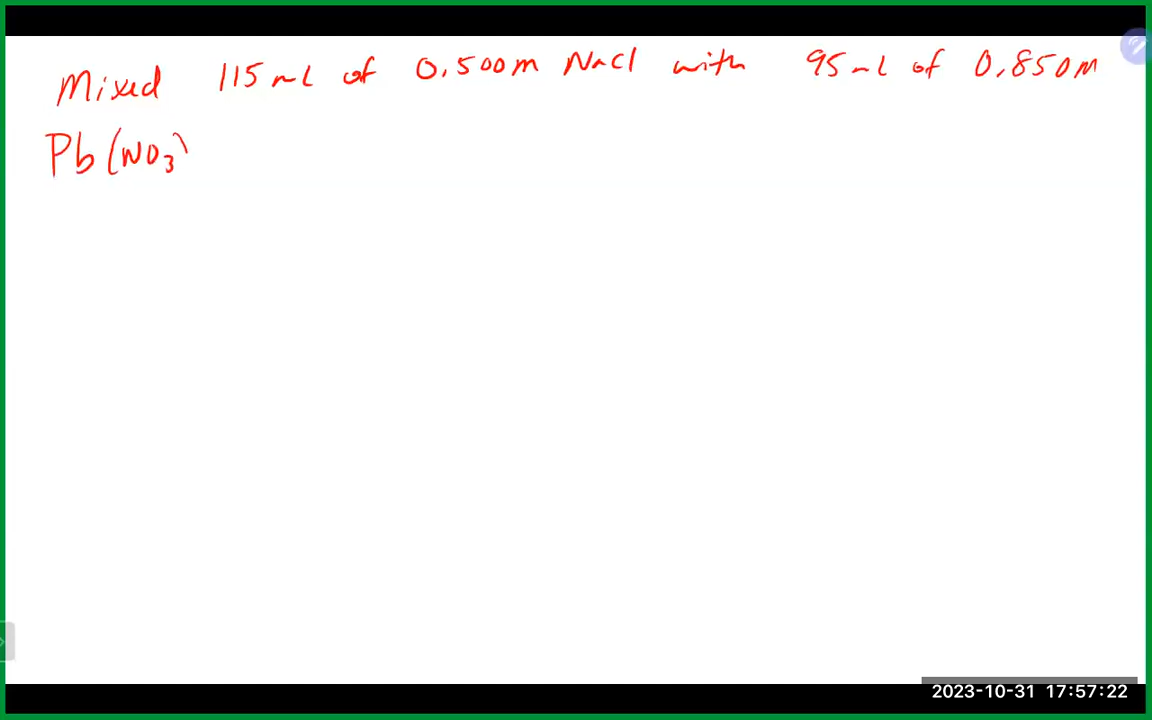 Mixed 115 mL of 0.500 M NaCl with 95 mL of 0.850 M
Pb(NO3)
2023-10-31 17:57:22